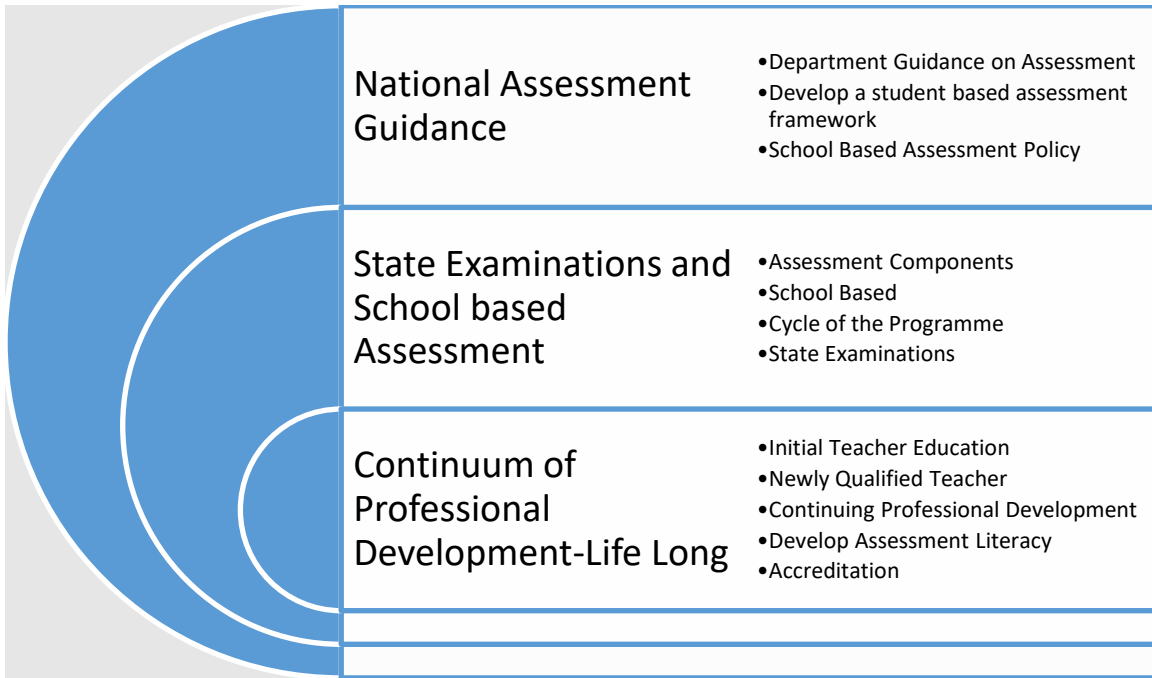 National Assessment
Guidance
•Department Guidance on Assessment
•Develop a student based assessment
framework
•School Based Assessment Policy
State Examinations and
School based
Assessment
•Assessment Components
•School Based
•Cycle of the Programme
•State Examinations
Continuum of
Professional
Development-Life Long
•Initial Teacher Education
•Newly Qualified Teacher
•Continuing Professional Development
•Develop Assessment Literacy
•Accreditation